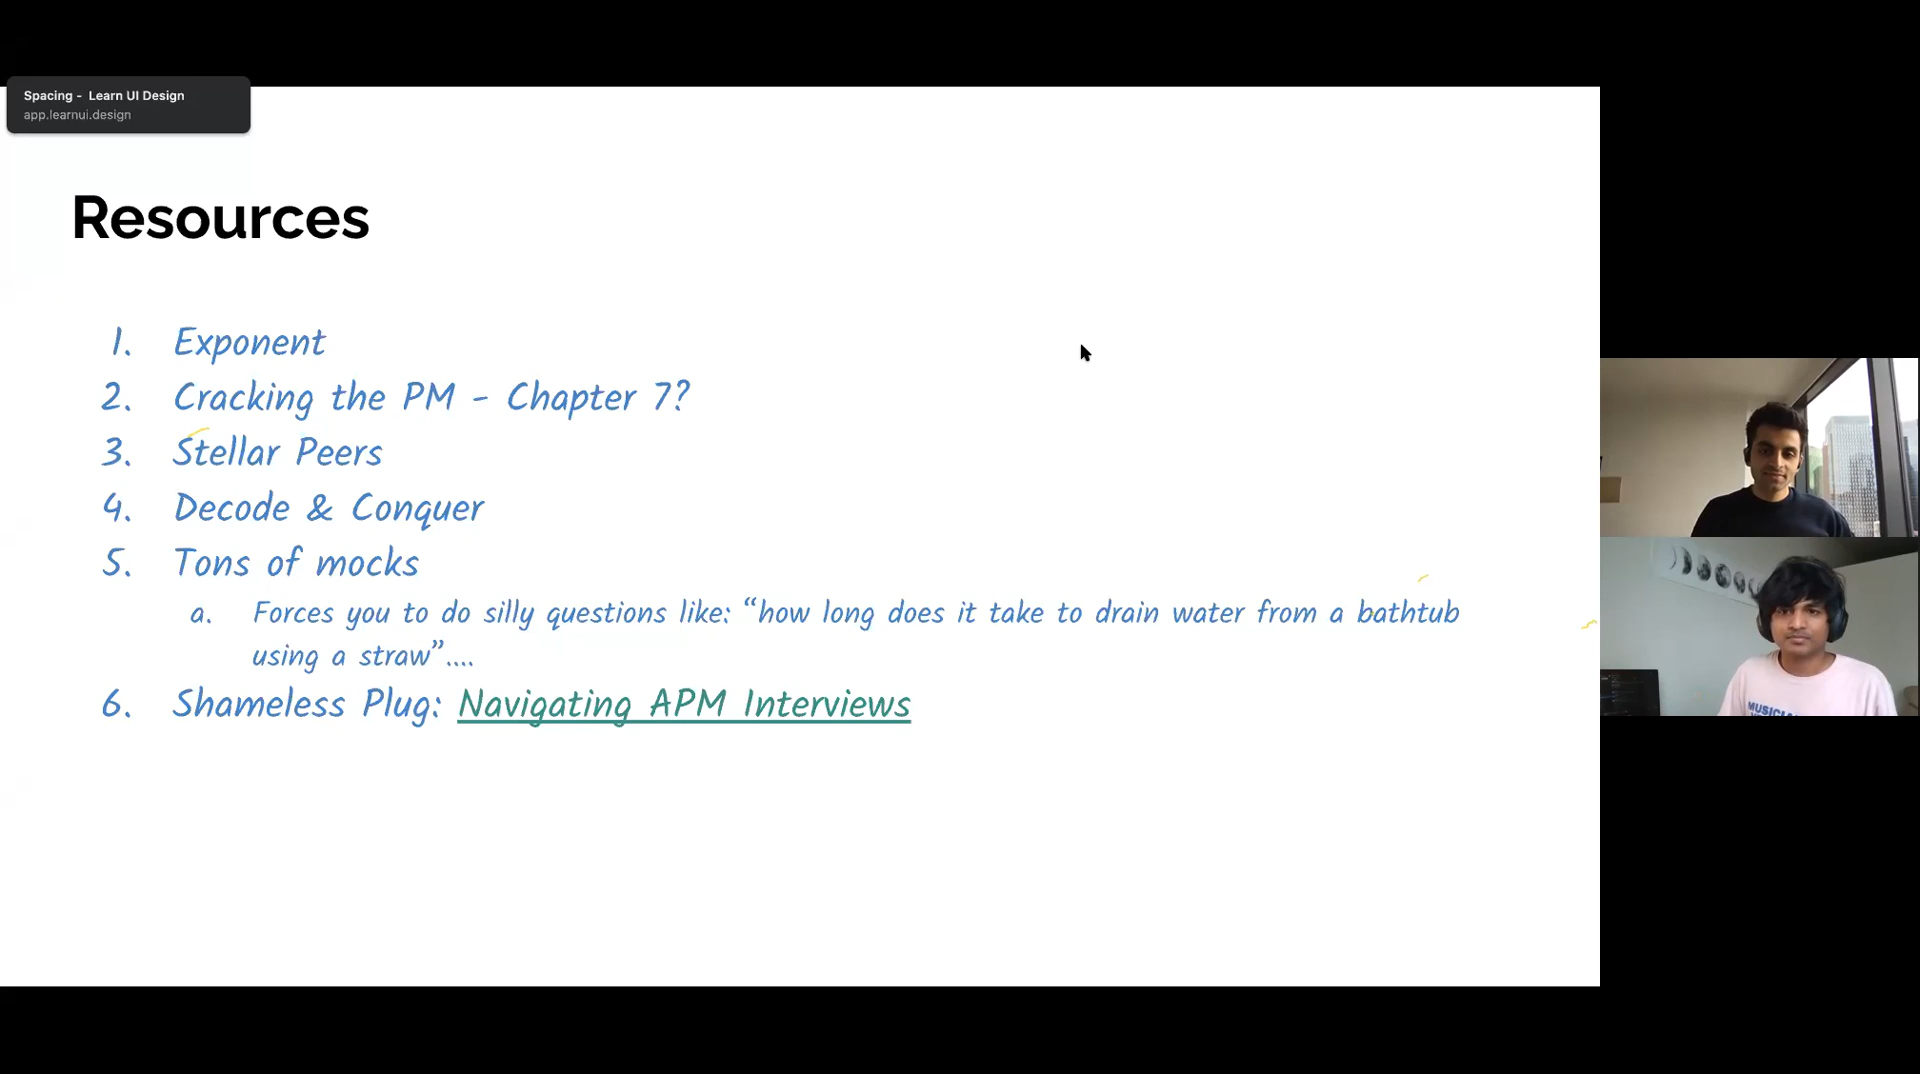 Spacing - Learn UI Design
app.learnui.design
Resources
1. Exponent
2. Cracking the PM - Chapter 7?
3. Stellar Peers
4. Decode & Conquer
5. Tons of mocks
a. Forces you to do silly questions like: “how long does it take to drain water from a bathtub
using a straw”....
6. Shameless Plug: Navigating APM Interviews